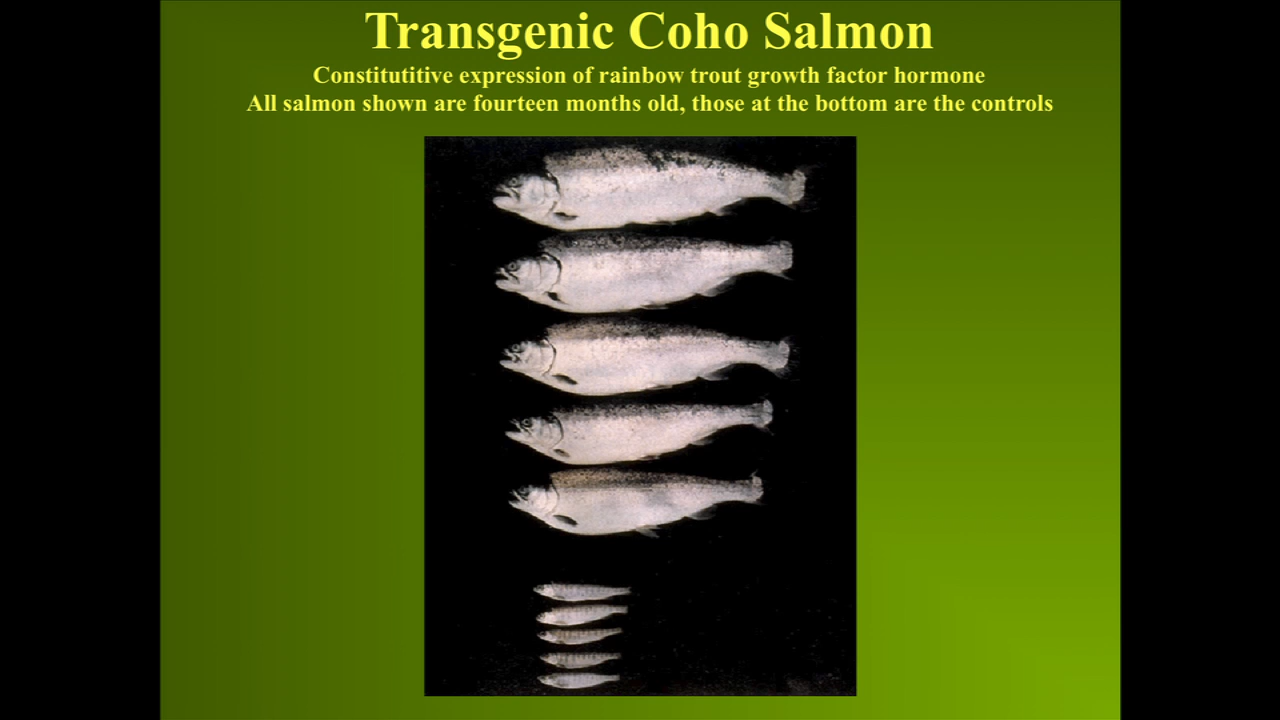 Transgenic Coho Salmon
Constitutitive expression of rainbow trout growth factor hormone
All salmon shown are fourteen months old, those at the bottom are the controls